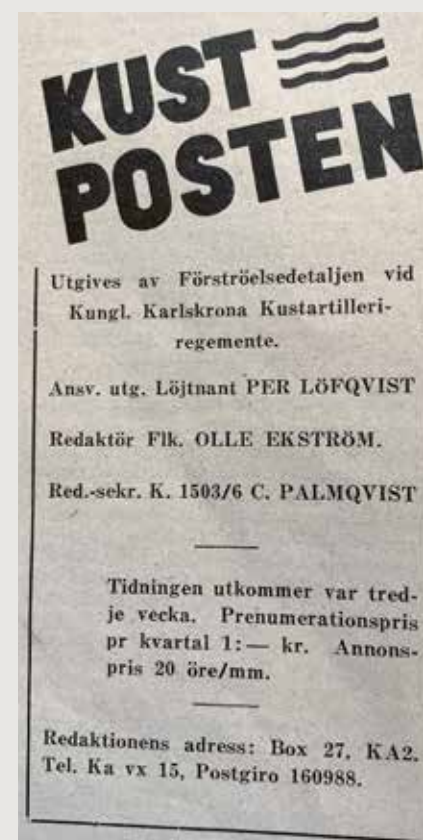 KUST
POSTEN
Utgives av Förströelsedetaljen vid
Kungl. Karlskrona Kustartilleri-
regemente.
Ansv. utg. Löjtnant PER LÖFQVIST
Redaktör Flk. OLLE EKSTRÖM.
Red.-sekr. K. 1503/6 C. PALMQVIST
Tidningen utkommer var tred-
je vecka. Prenumerationspris
pr kvartal 1:— kr. Annons-
pris 20 öre/mm.
Redaktionens adress: Box 27, KA2.
Tel. Ka vx 15, Postgiro 160988.